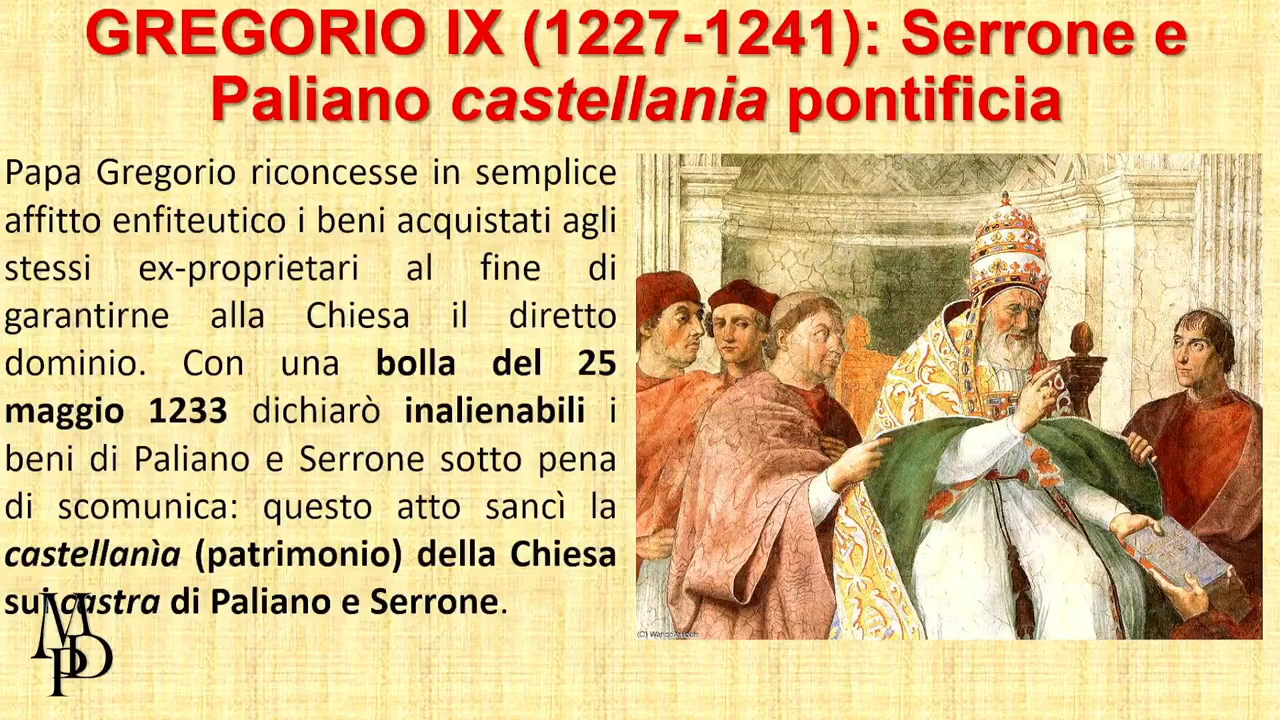 GREGORIO IX (1227-1241): Serrone e
Paliano castellania pontificia
Papa Gregorio riconcesse in semplice
affitto enfiteutico i beni acquistati agli
stessi ex-proprietari al fine di
garantirne alla Chiesa il diretto
dominio. Con una bolla del 25
maggio 1233 dichiarò inalienabili i
beni di Paliano e Serrone sotto pena
di scomunica: questo atto sancì la
castellanìa (patrimonio) della Chiesa
sui castra di Paliano e Serrone.
MDP